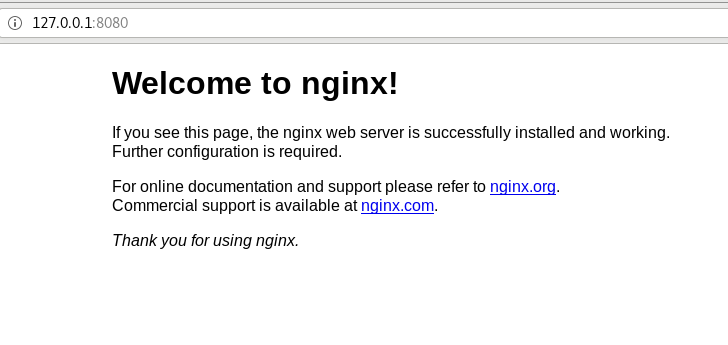 127.0.0.1:8080
Welcome to nginx!
If you see this page, the nginx web server is successfully installed and working.
Further configuration is required.
For online documentation and support please refer to nginx.org.
Commercial support is available at nginx.com.
Thank you for using nginx.